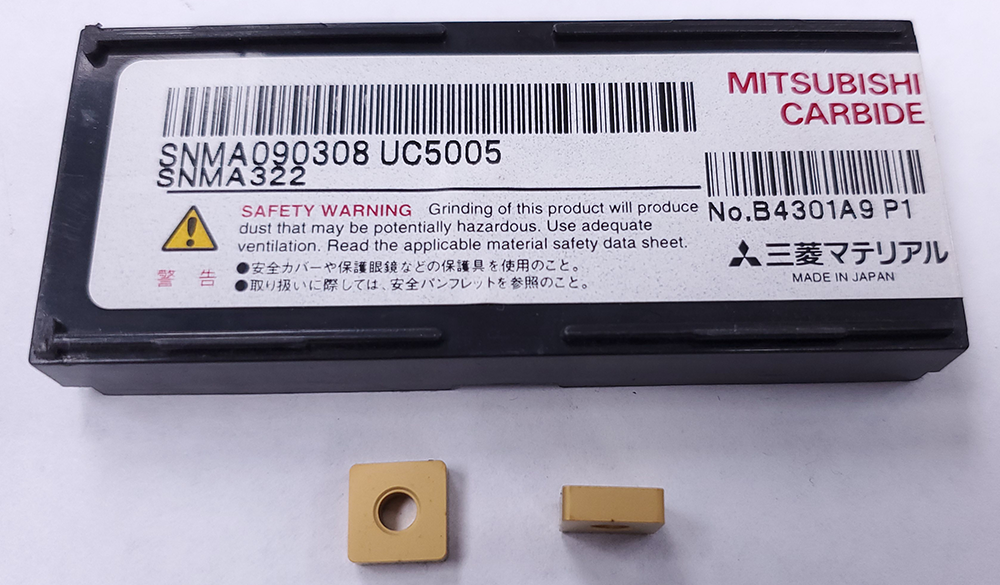 MITSUBISHI
CARBIDE
SNMA090308 UC5005
SNMA322
No.B4301A9 P1
SAFETY WARNING Grinding of this product will produce
dust that may be potentially hazardous. Use adequate
ventilation. Read the applicable material safety data sheet.
警告
●安全カバーや保護眼鏡などの保護具を使用のこと。
●取り扱いに際しては、安全パンフレットを参照のこと。
三菱マテリアル
MADE IN JAPAN